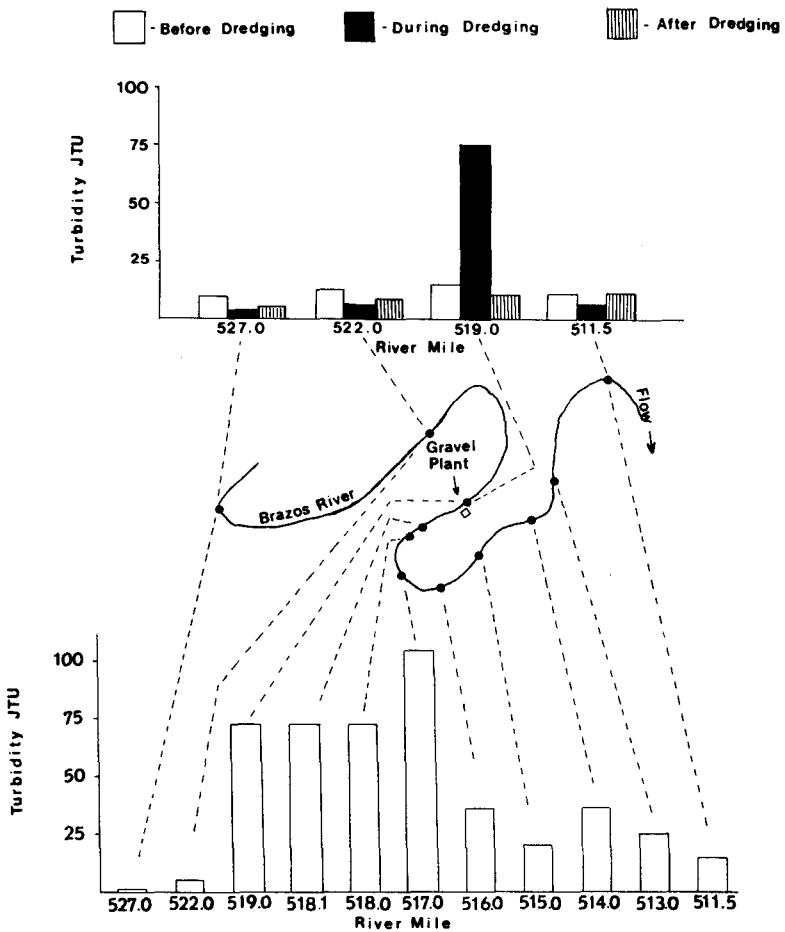 - Before Dredging
- During Dredging
- After Dredging
Turbidity JTU
100
75
50
25
527.0 522.0 519.0 511.5
River Mile
Flow
Gravel
Plant
Brazos River
Turbidity JTU
100
75
50
25
527.0 522.0 519.0 518.1 518.0 517.0 516.0 515.0 514.0 513.0 511.5
River Mile